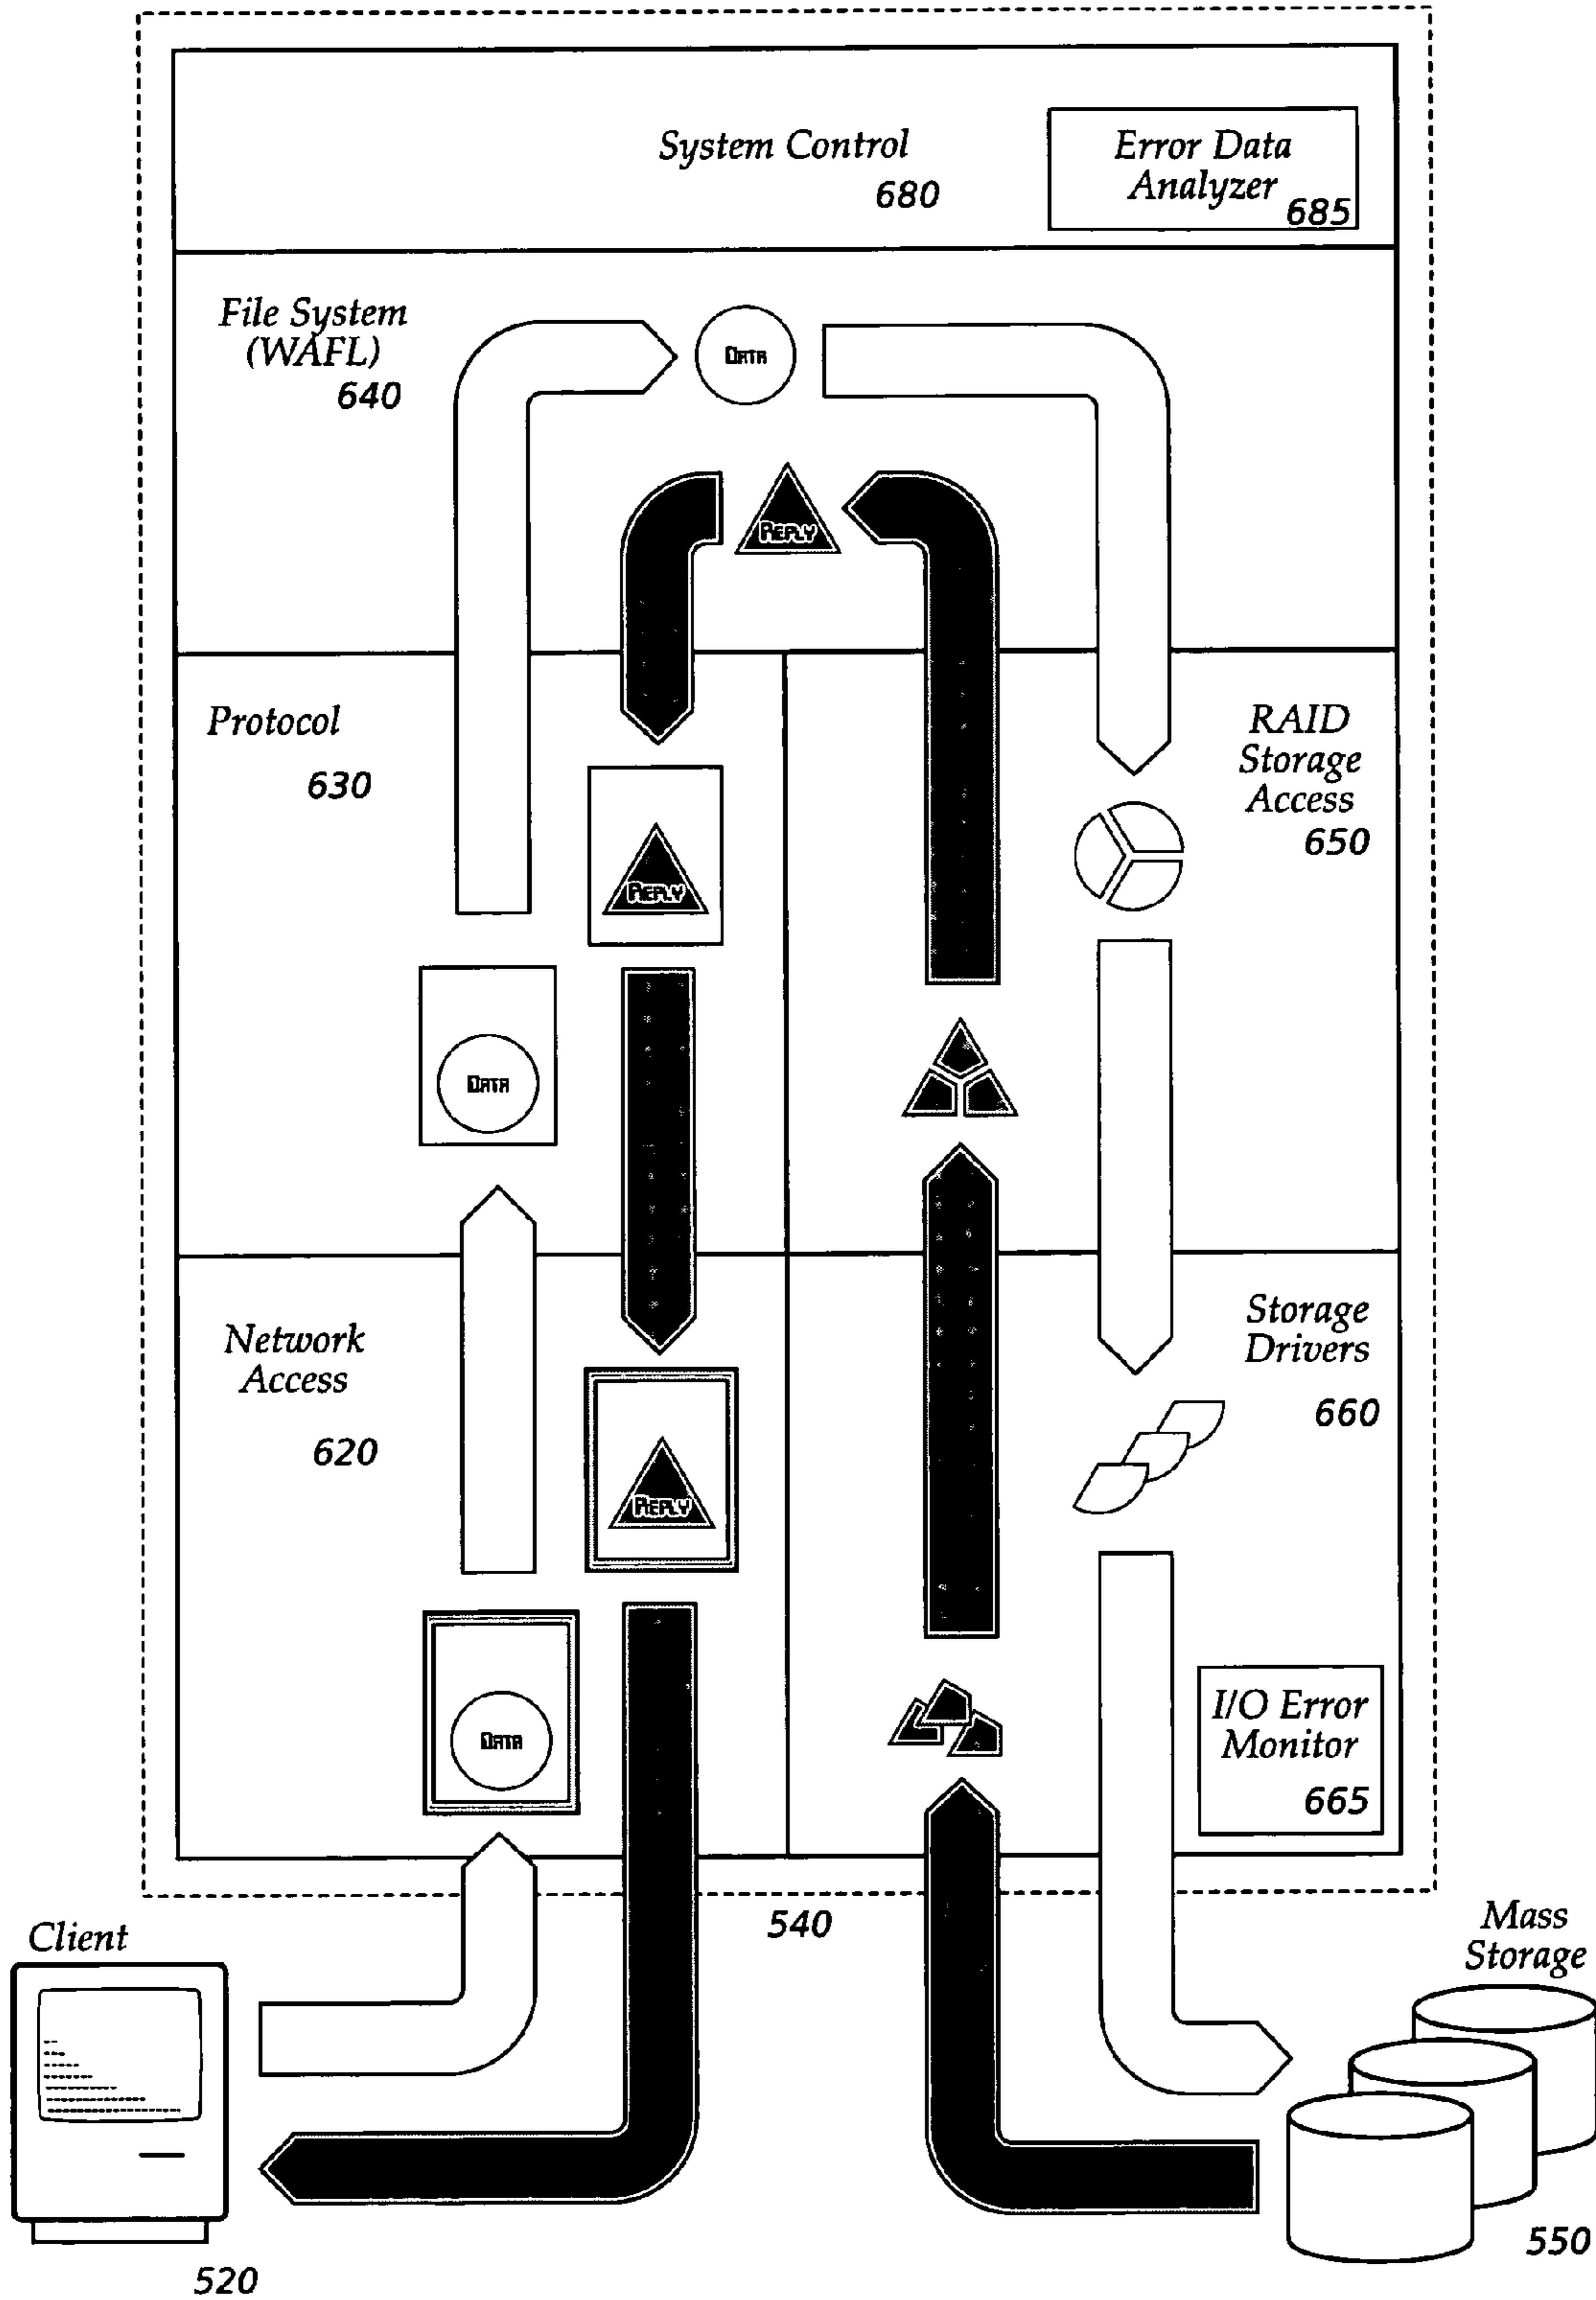 System Control
680
Error Data
Analyzer
685
File System
(WAFL)
640
DATA
REPLY
Protocol
630
RAID
Storage
Access
650
REPLY
DATA
Network
Access
620
Storage
Drivers
660
REPLY
DATA
I/O Error
Monitor
665
540
Client
520
Mass
Storage
550